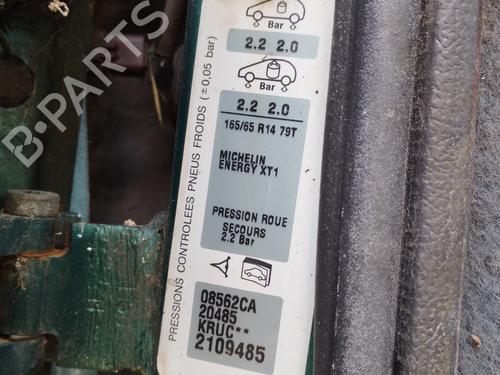 Bar
2.2 2.0
Bar
2.2 2.0
165/65 R14 79T
MICHELIN
ENERGY XT1
PRESSION ROUE
SECOURS
2.2 Bar
PRESSIONS CONTROLEES PNEUS FROIDS (±0,05 bar)
08562CA
20485
KRUC**
2109485
B-PARTS